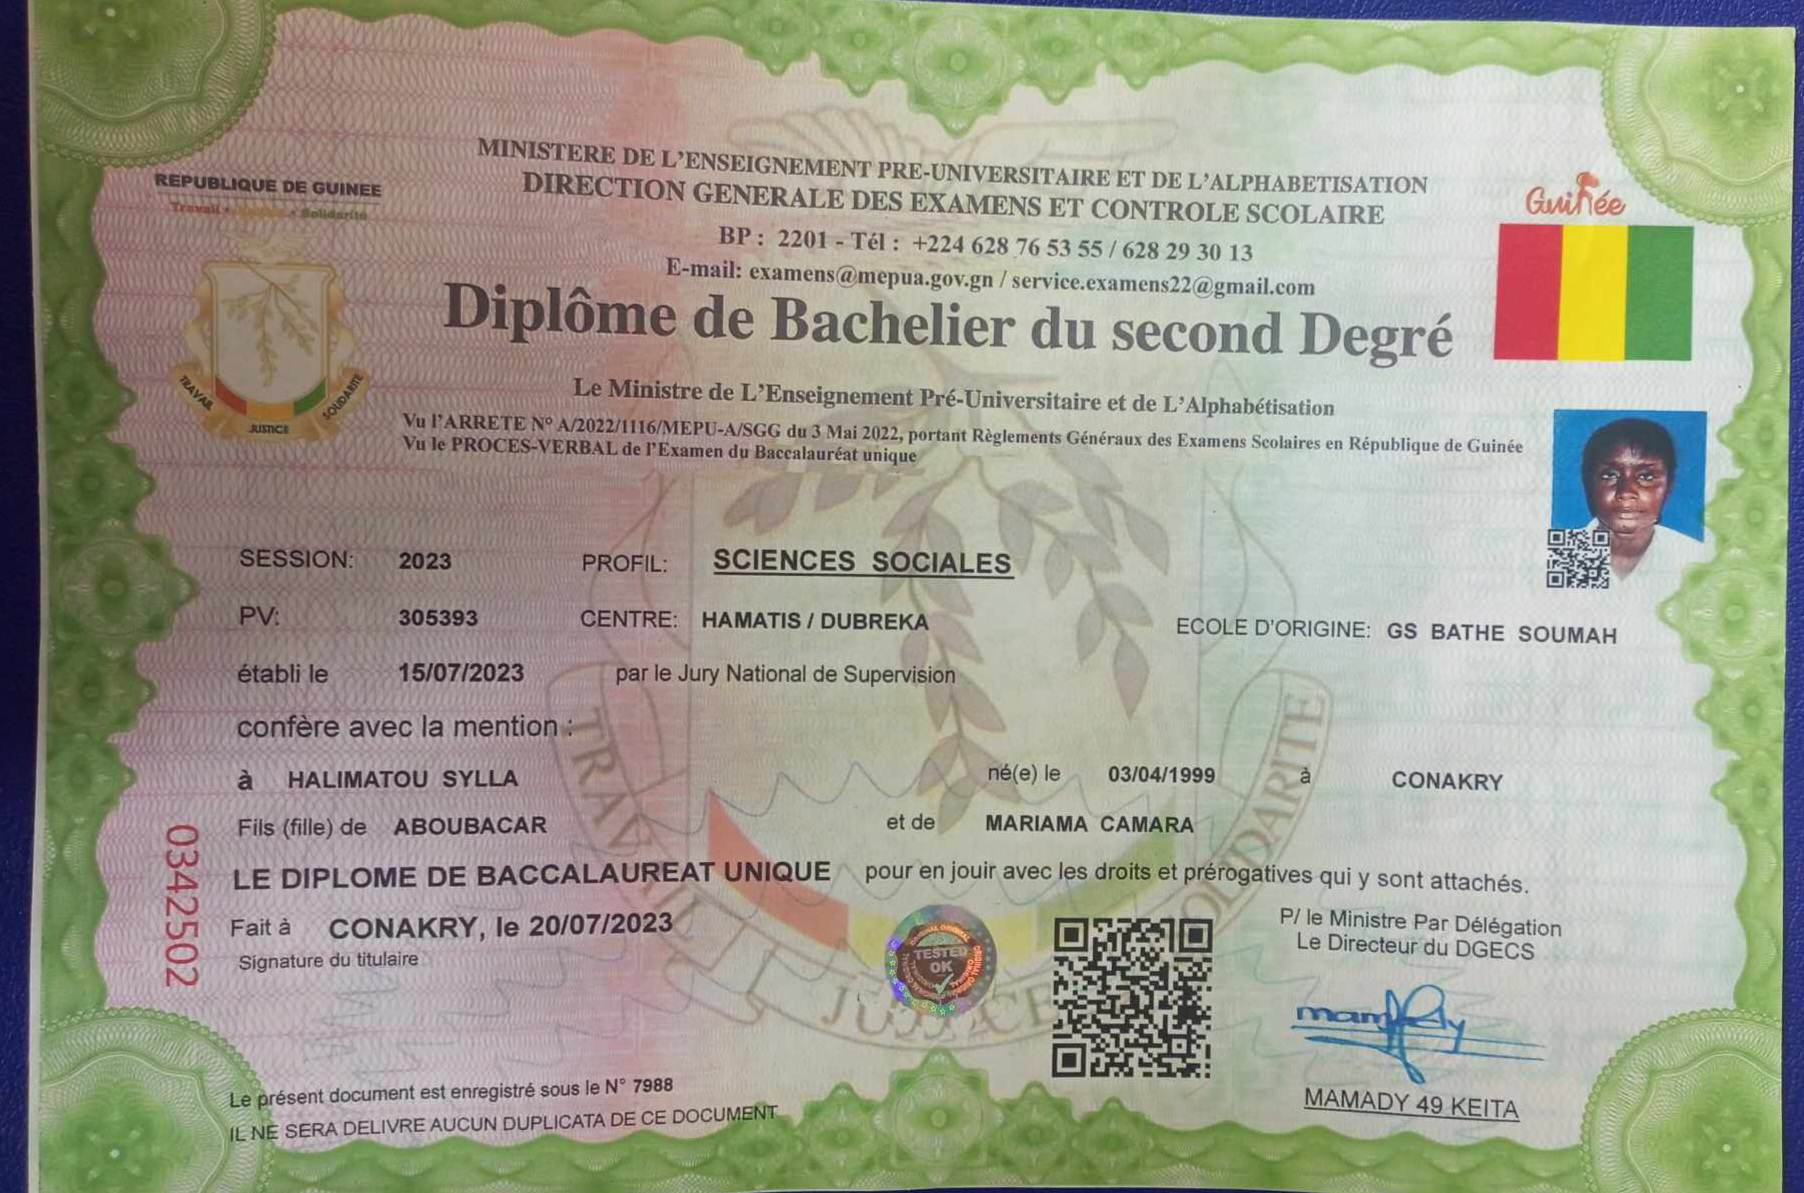 MINISTERE DE L'ENSEIGNEMENT PRE-UNIVERSITAIRE ET DE L'ALPHABETISATION
DIRECTION GENERALE DES EXAMENS ET CONTROLE SCOLAIRE
REPUBLIQUE DE GUINEE
Travail • Justice • Solidarité
Guinée
BP : 2201 - Tél : +224 628 76 53 55 / 628 29 30 13
E-mail: examens@mepua.gov.gn / service.examens22@gmail.com
Diplôme de Bachelier du second Degré
TRAVAIL JUSTICE SOLIDARITE
Le Ministre de L'Enseignement Pré-Universitaire et de L'Alphabétisation
Vu l'ARRETE N° A/2022/1116/MEPU-A/SGG du 3 Mai 2022, portant Règlements Généraux des Examens Scolaires en République de Guinée
Vu le PROCES-VERBAL de l'Examen du Baccalauréat unique
SESSION: 2023 PROFIL: SCIENCES SOCIALES
PV: 305393 CENTRE: HAMATIS / DUBREKA ECOLE D'ORIGINE: GS BATHE SOUMAH
établi le 15/07/2023 par le Jury National de Supervision
confère avec la mention :
à HALIMATOU SYLLA né(e) le 03/04/1999 à CONAKRY
Fils (fille) de ABOUBACAR et de MARIAMA CAMARA
LE DIPLOME DE BACCALAUREAT UNIQUE pour en jouir avec les droits et prérogatives qui y sont attachés.
Fait à CONAKRY, le 20/07/2023
Signature du titulaire
0342502
TRAVAIL JUSTICE SOLIDARITE
TESTED
OK
ORIGINAL ORIGINAL
P/ le Ministre Par Délégation
Le Directeur du DGECS
MAMADY 49 KEITA
Le présent document est enregistré sous le N° 7988
IL NE SERA DELIVRE AUCUN DUPLICATA DE CE DOCUMENT